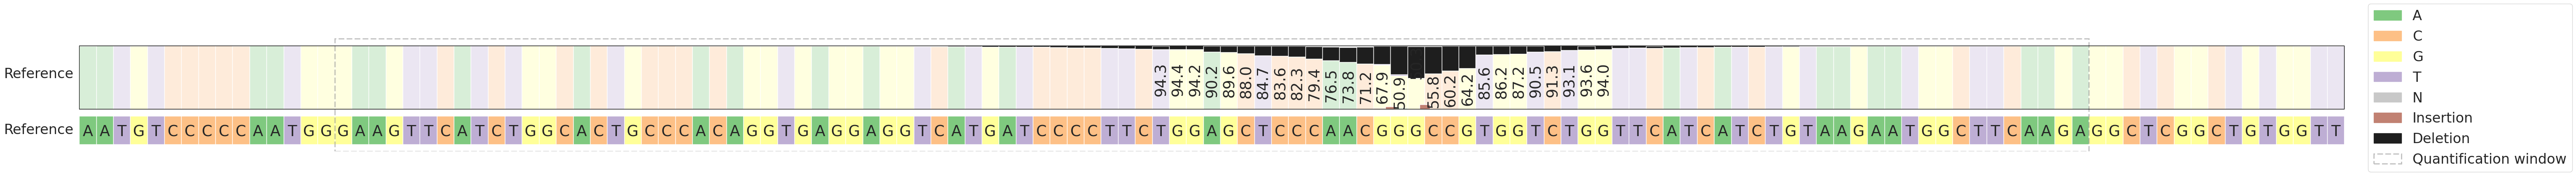 Reference
94.3 94.4 94.2 90.2 89.6 88.0 84.7 83.6 82.3 79.4 76.5 73.8 71.2 67.9 50.9 55.8 60.2 64.2 85.6 86.2 87.2 90.5 91.3 93.1 93.6 94.0
Reference
A A T G T C C C C C A A T G G G A A G T T C A T C T G G C A C T G C C C A C A G G T G A G G A G G T C A T G A T C C C C T T C T G G A G C T C C C A A C G G G C C G T G G T C T G G T T C A T C A T C T G T A A G A A T G G C T T C A A G A G G C T C G G C T G T G G T T
A
C
G
T
N
Insertion
Deletion
Quantification window